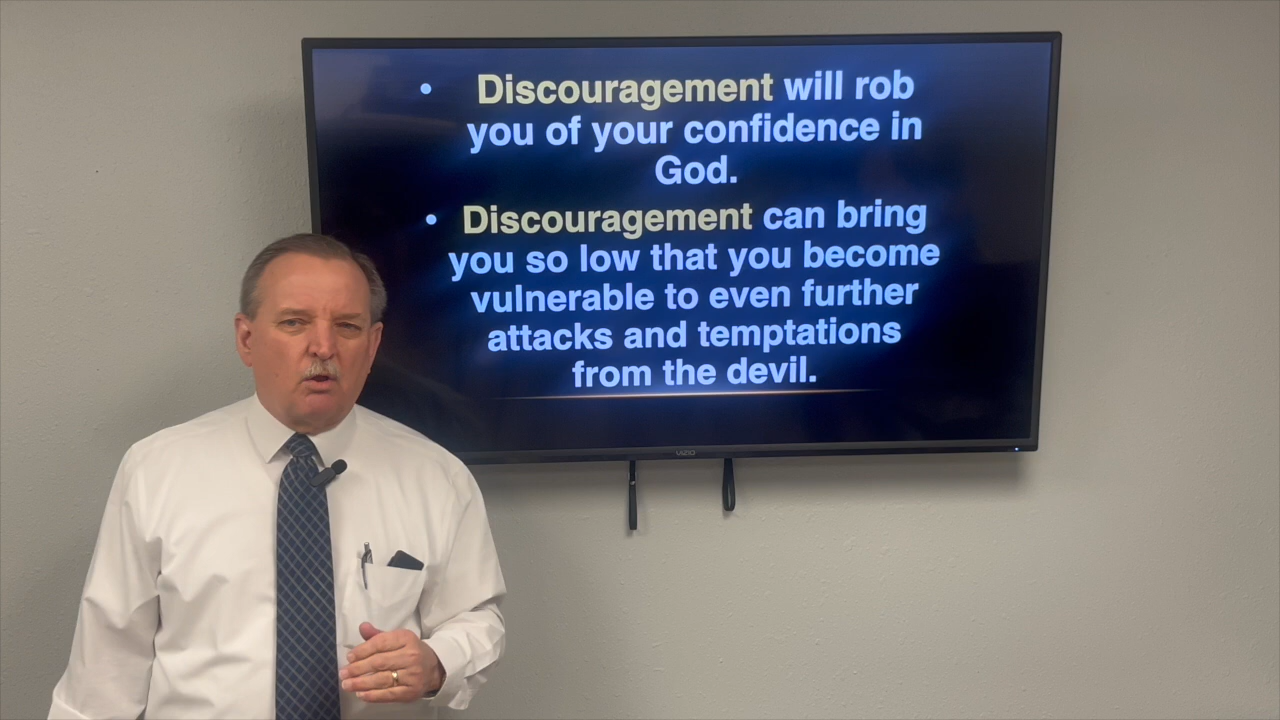 • Discouragement will rob
you of your confidence in
God.
• Discouragement can bring
you so low that you become
vulnerable to even further
attacks and temptations
from the devil.
VIZIO